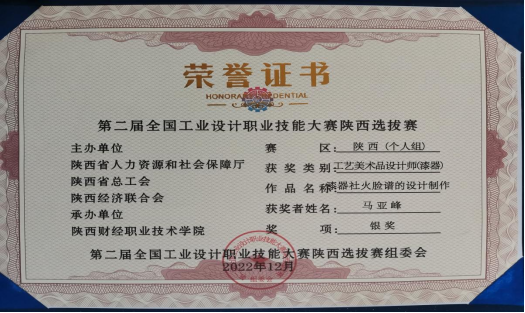 荣誉证书
HONORARY CREDENTIAL
第二届全国工业设计职业技能大赛陕西选拔赛
主办单位
陕西省人力资源和社会保障厅
陕西省总工会
陕西经济联合会
承办单位
陕西财经职业技术学院
赛 区: 陕西(个人组)
获奖类别: 工艺美术品设计师(漆器)
作品名称: 漆器社火脸谱的设计制作
获奖者姓名: 马亚峰
奖 项: 银奖
第二届全国工业设计职业技能大赛陕西选拔赛组委会
2022年12月